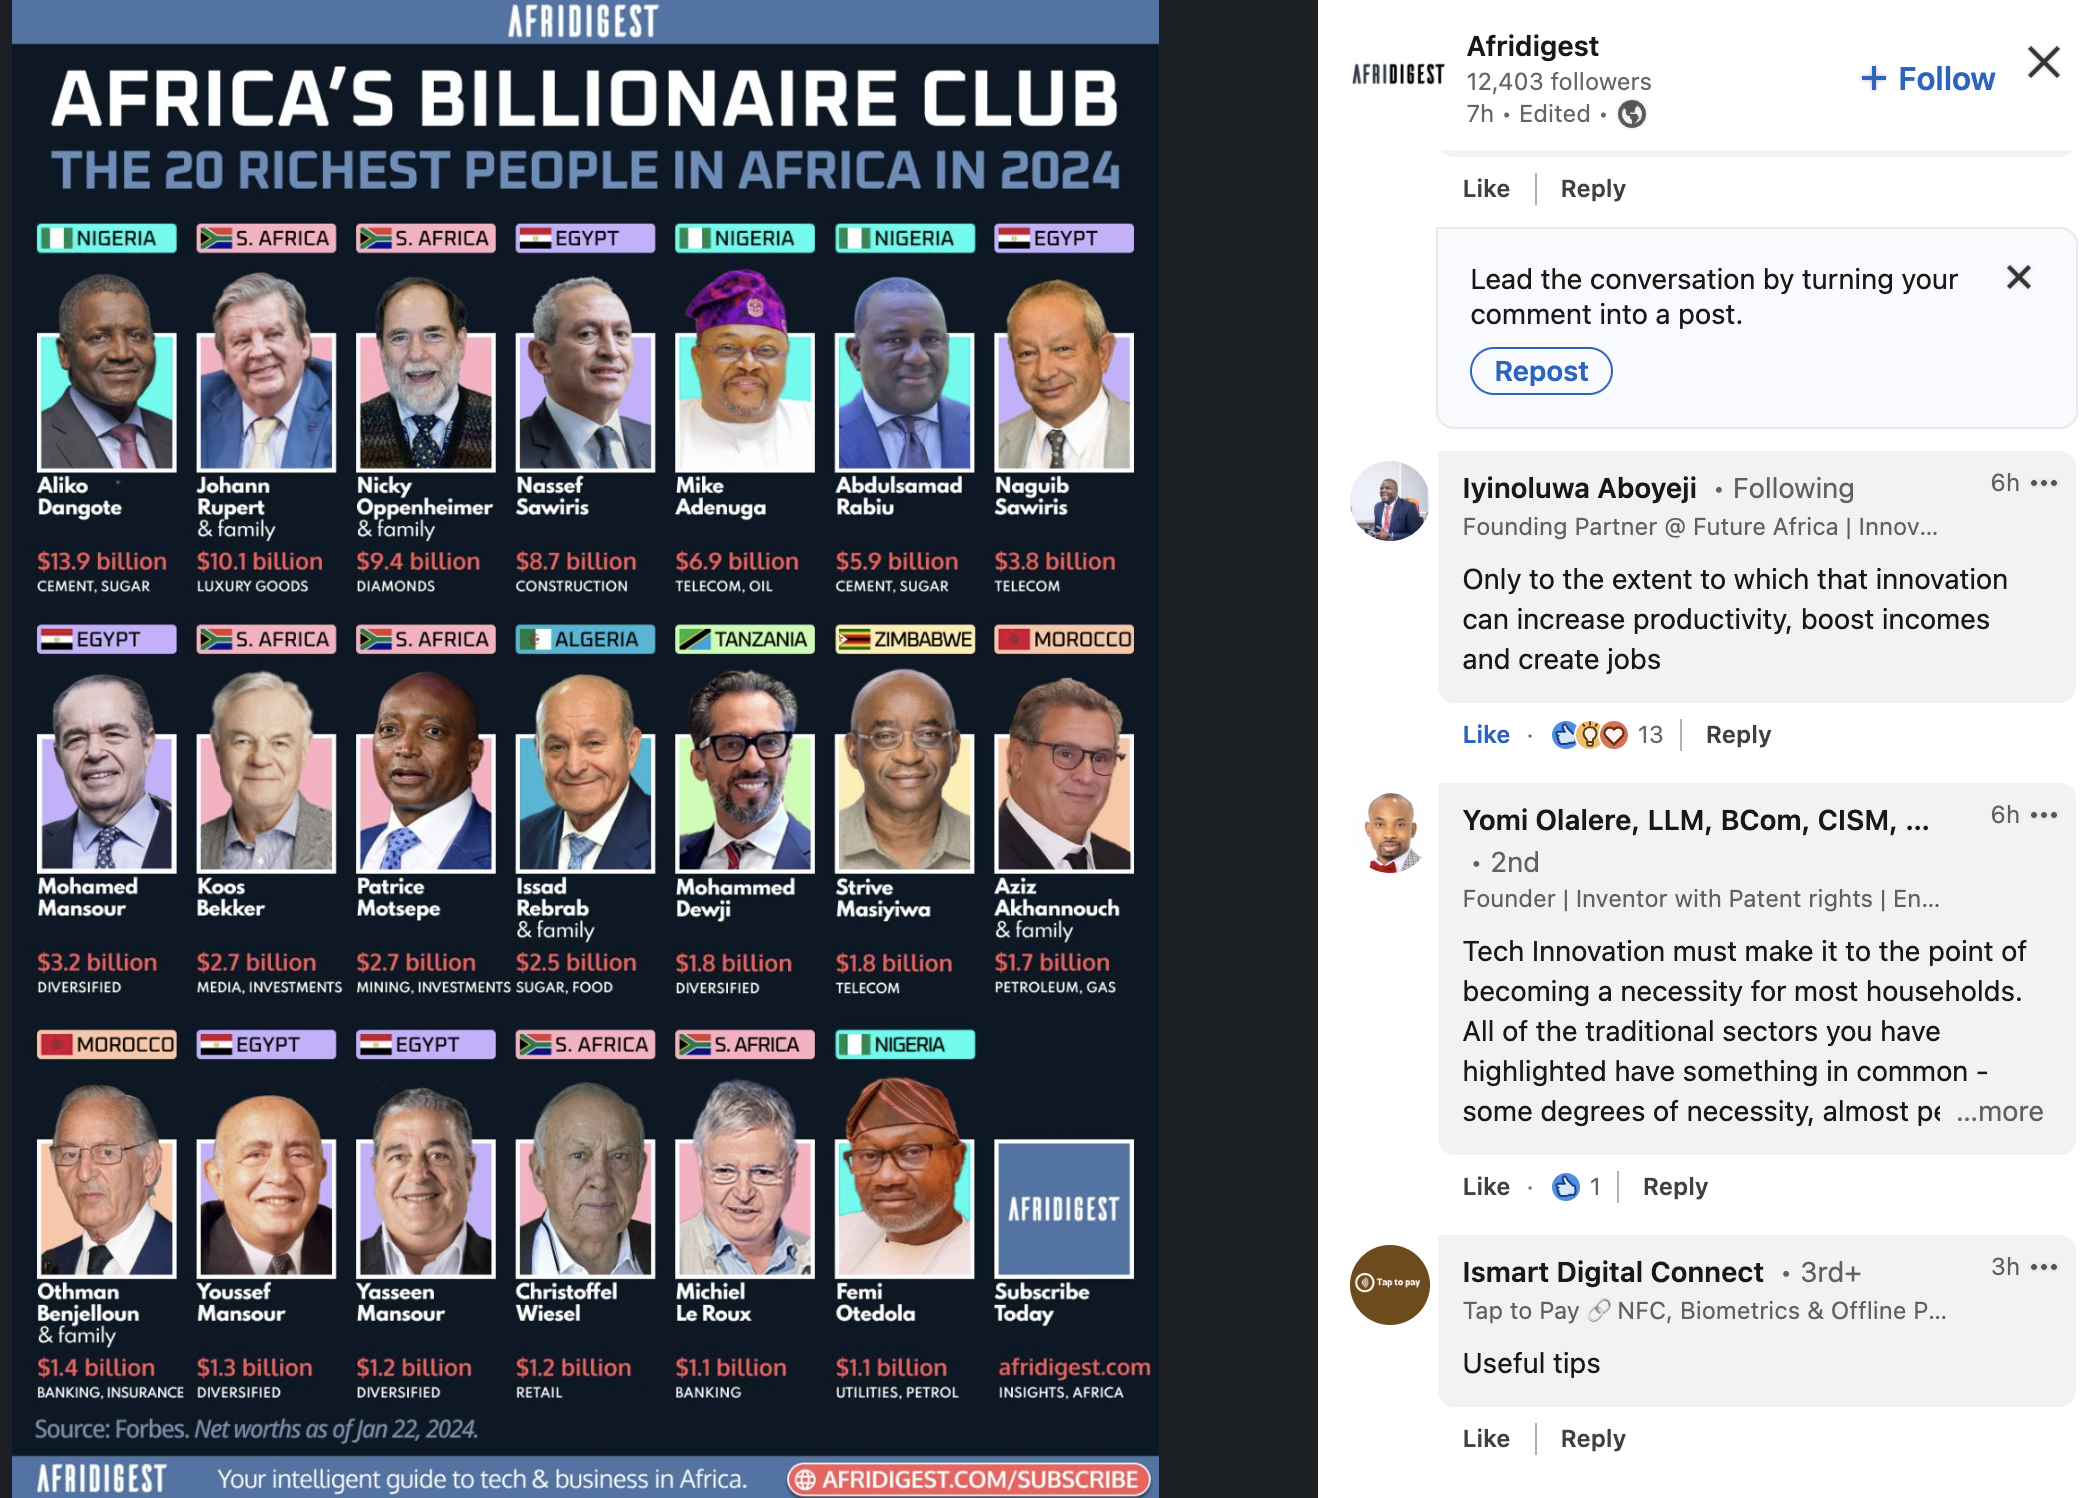 AFRIDIGEST
AFRICA'S BILLIONAIRE CLUB
THE 20 RICHEST PEOPLE IN AFRICA IN 2024
NIGERIA
S. AFRICA
S. AFRICA
EGYPT
NIGERIA
NIGERIA
EGYPT
Aliko
Dangote
$13.9 billion
CEMENT, SUGAR
Johann
Rupert
& family
$10.1 billion
LUXURY GOODS
Nicky
Oppenheimer
& family
$9.4 billion
DIAMONDS
Nassef
Sawiris
$8.7 billion
CONSTRUCTION
Mike
Adenuga
$6.9 billion
TELECOM, OIL
Abdulsamad
Rabiu
$5.9 billion
CEMENT, SUGAR
Naguib
Sawiris
$3.8 billion
TELECOM
EGYPT
S. AFRICA
S. AFRICA
ALGERIA
TANZANIA
ZIMBABWE
MOROCCO
Mohamed
Mansour
$3.2 billion
DIVERSIFIED
Koos
Bekker
$2.7 billion
MEDIA, INVESTMENTS
Patrice
Motsepe
$2.7 billion
MINING, INVESTMENTS
Issad
Rebrab
& family
$2.5 billion
SUGAR, FOOD
Mohammed
Dewji
$1.8 billion
DIVERSIFIED
Strive
Masiyiwa
$1.8 billion
TELECOM
Aziz
Akhannouch
& family
$1.7 billion
PETROLEUM, GAS
MOROCCO
EGYPT
EGYPT
S. AFRICA
S. AFRICA
NIGERIA
Othman
Benjelloun
& family
$1.4 billion
BANKING, INSURANCE
Youssef
Mansour
$1.3 billion
DIVERSIFIED
Yasseen
Mansour
$1.2 billion
DIVERSIFIED
Christoffel
Wiesel
$1.2 billion
RETAIL
Michiel
Le Roux
$1.1 billion
BANKING
Femi
Otedola
$1.1 billion
UTILITIES, PETROL
AFRIDIGEST
Subscribe
Today
afridigest.com
INSIGHTS, AFRICA
Source: Forbes. Net worths as of Jan 22, 2024.
AFRIDIGEST
Your intelligent guide to tech & business in Africa.
AFRIDIGEST.COM/SUBSCRIBE
AFRIDIGEST
Afridigest
12,403 followers
7h • Edited •
+ Follow
Like
Reply
Lead the conversation by turning your
comment into a post.
Repost
Iyinoluwa Aboyeji • Following
6h
Founding Partner @ Future Africa | Innov...
Only to the extent to which that innovation
can increase productivity, boost incomes
and create jobs
Like · 13
Reply
Yomi Olalere, LLM, BCom, CISM, ...
6h
• 2nd
Founder | Inventor with Patent rights | En...
Tech Innovation must make it to the point of
becoming a necessity for most households.
All of the traditional sectors you have
highlighted have something in common -
some degrees of necessity, almost pe ...more
Like · 1
Reply
Tap to pay
Ismart Digital Connect • 3rd+
3h
Tap to Pay 🔗 NFC, Biometrics & Offline P...
Useful tips
Like
Reply